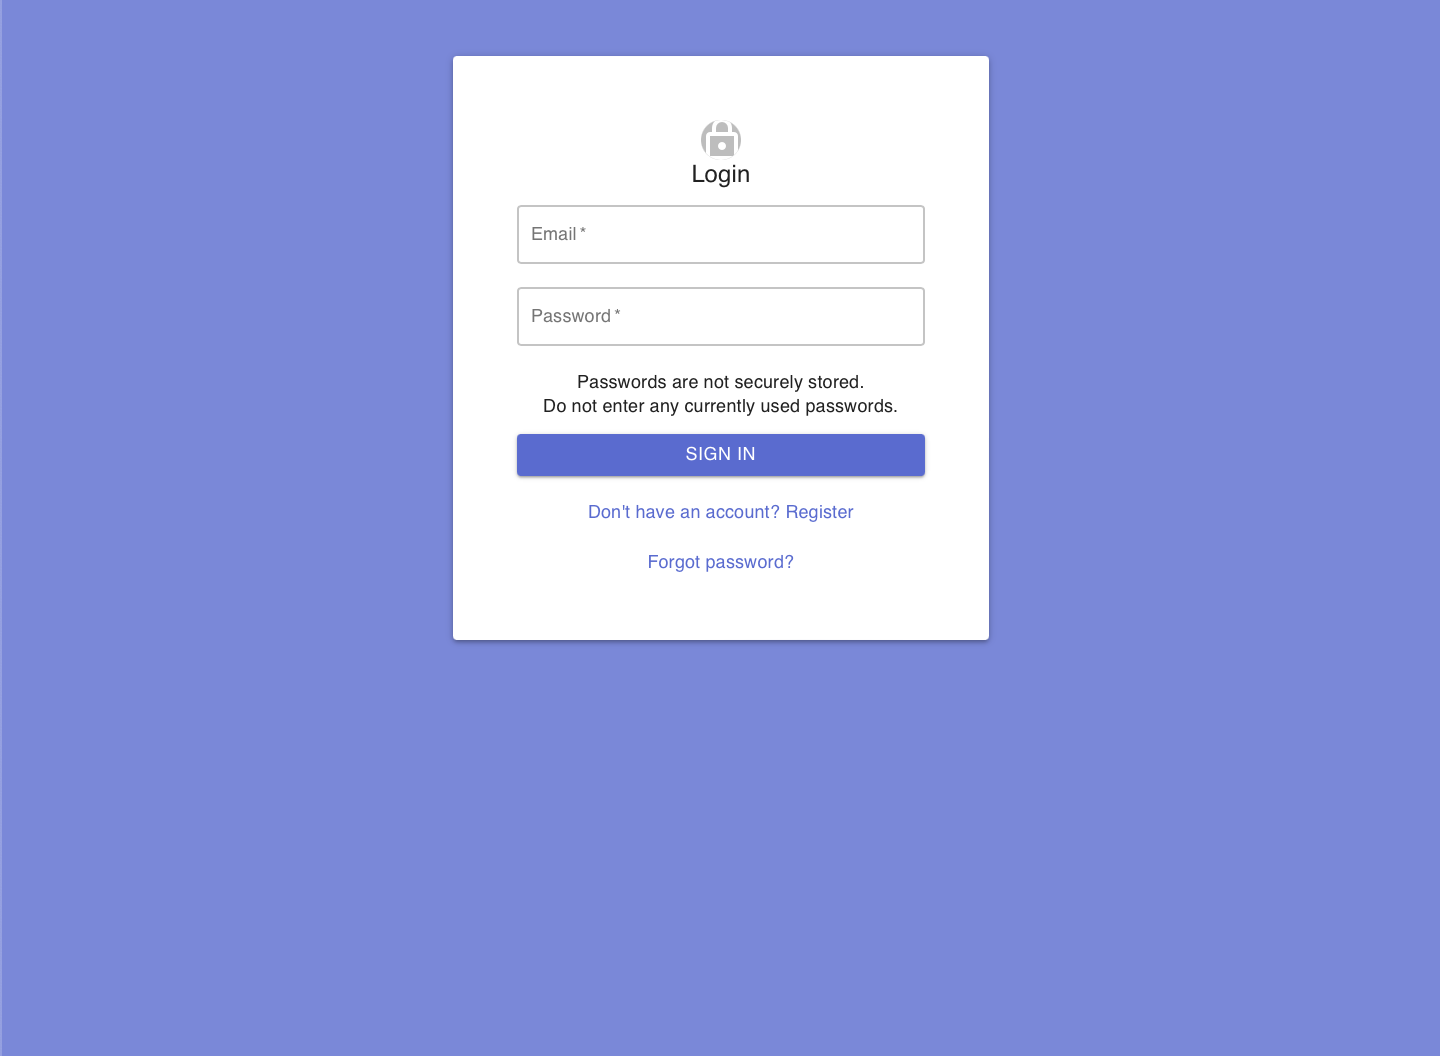 Login
Email *
Password *
Passwords are not securely stored.
Do not enter any currently used passwords.
SIGN IN
Don't have an account? Register
Forgot password?